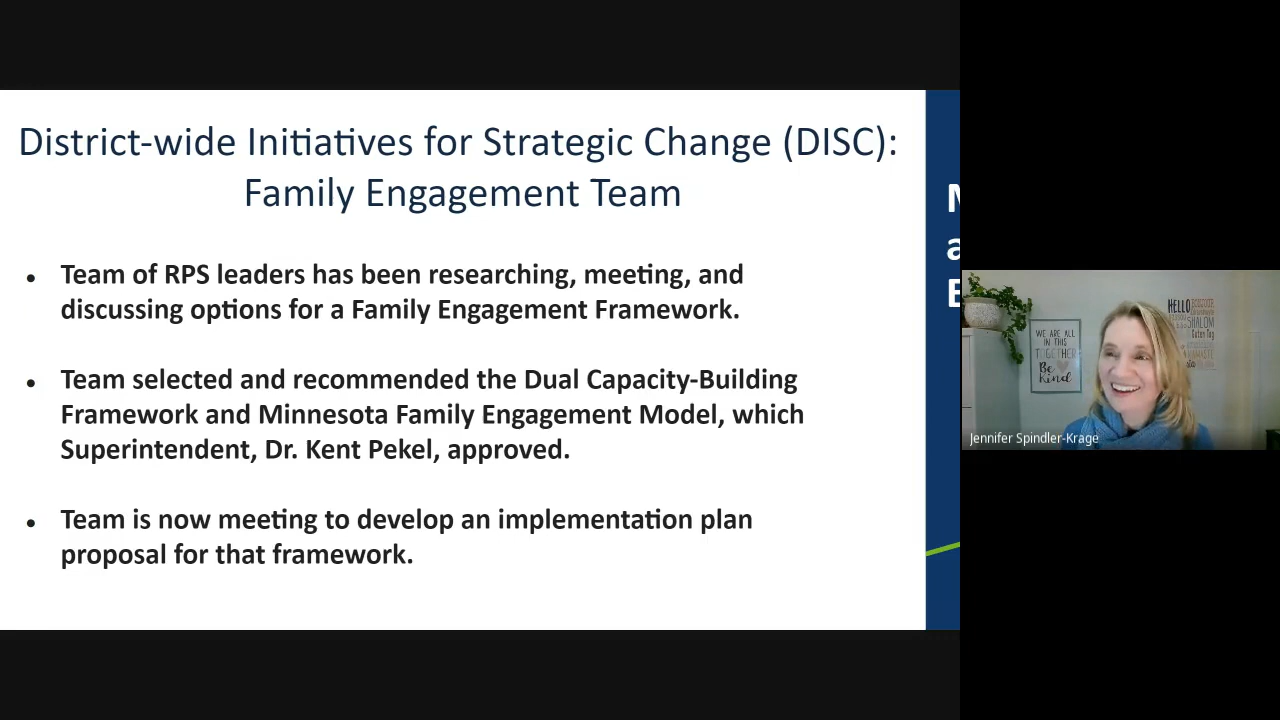 District-wide Initiatives for Strategic Change (DISC):
Family Engagement Team
• Team of RPS leaders has been researching, meeting, and
discussing options for a Family Engagement Framework.
• Team selected and recommended the Dual Capacity-Building
Framework and Minnesota Family Engagement Model, which
Superintendent, Dr. Kent Pekel, approved.
• Team is now meeting to develop an implementation plan
proposal for that framework.
WE ARE ALL
IN THIS
TOGETHER
Be
Kind
HELLO
SHALOM
Guten Tag
Jennifer Spindler-Krage